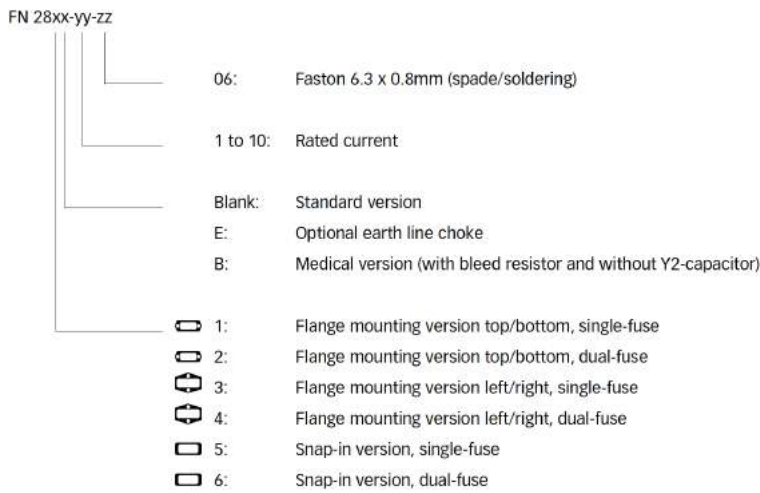 FN 28xx-yy-zz
06: Faston 6.3 x 0.8mm (spade/soldering)
1 to 10: Rated current
Blank: Standard version
E: Optional earth line choke
B: Medical version (with bleed resistor and without Y2-capacitor)
1: Flange mounting version top/bottom, single-fuse
2: Flange mounting version top/bottom, dual-fuse
3: Flange mounting version left/right, single-fuse
4: Flange mounting version left/right, dual-fuse
5: Snap-in version, single-fuse
6: Snap-in version, dual-fuse